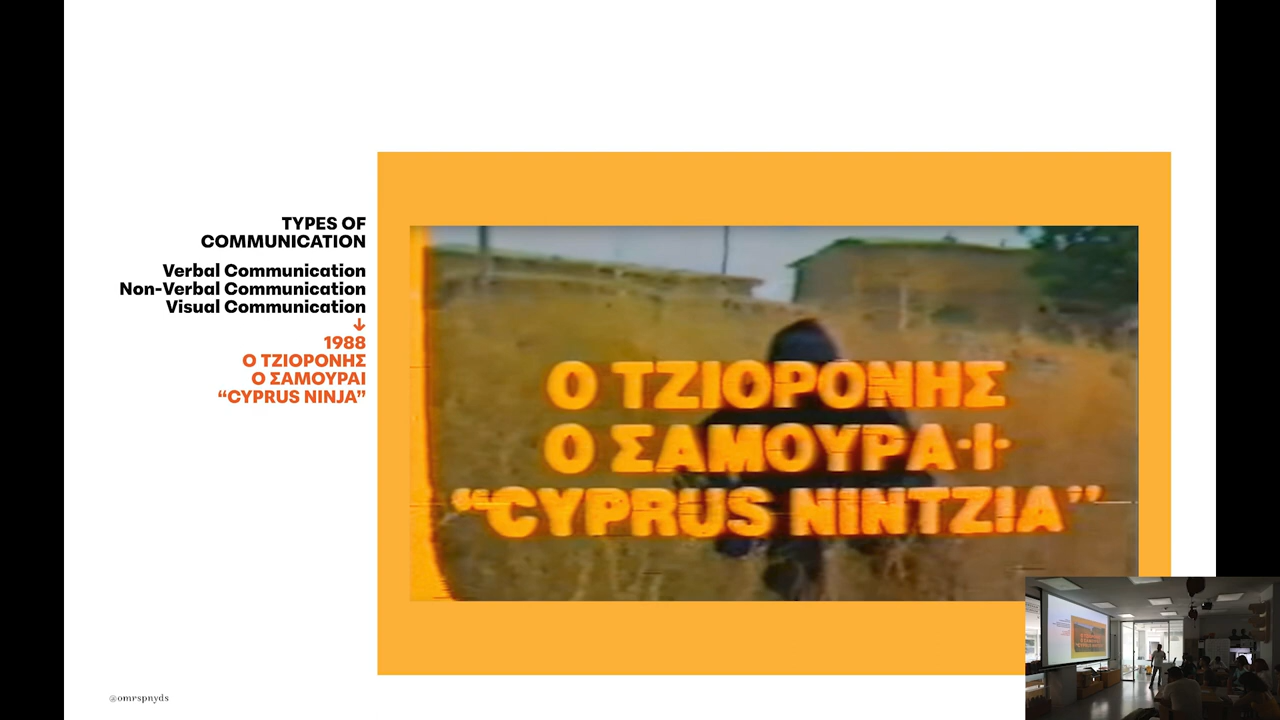 TYPES OF
COMMUNICATION
Verbal Communication
Non-Verbal Communication
Visual Communication
↓
1988
Ο ΤΖΙΟΡΟΝΗΣ
Ο ΣΑΜΟΥΡΑΙ
“CYPRUS NINJA”
Ο ΤΖΙΟΡΟΝΗΣ
Ο ΣΑΜΟΥΡΑ·Ι·
“CYPRUS NINTZIA”
@omrspnyds